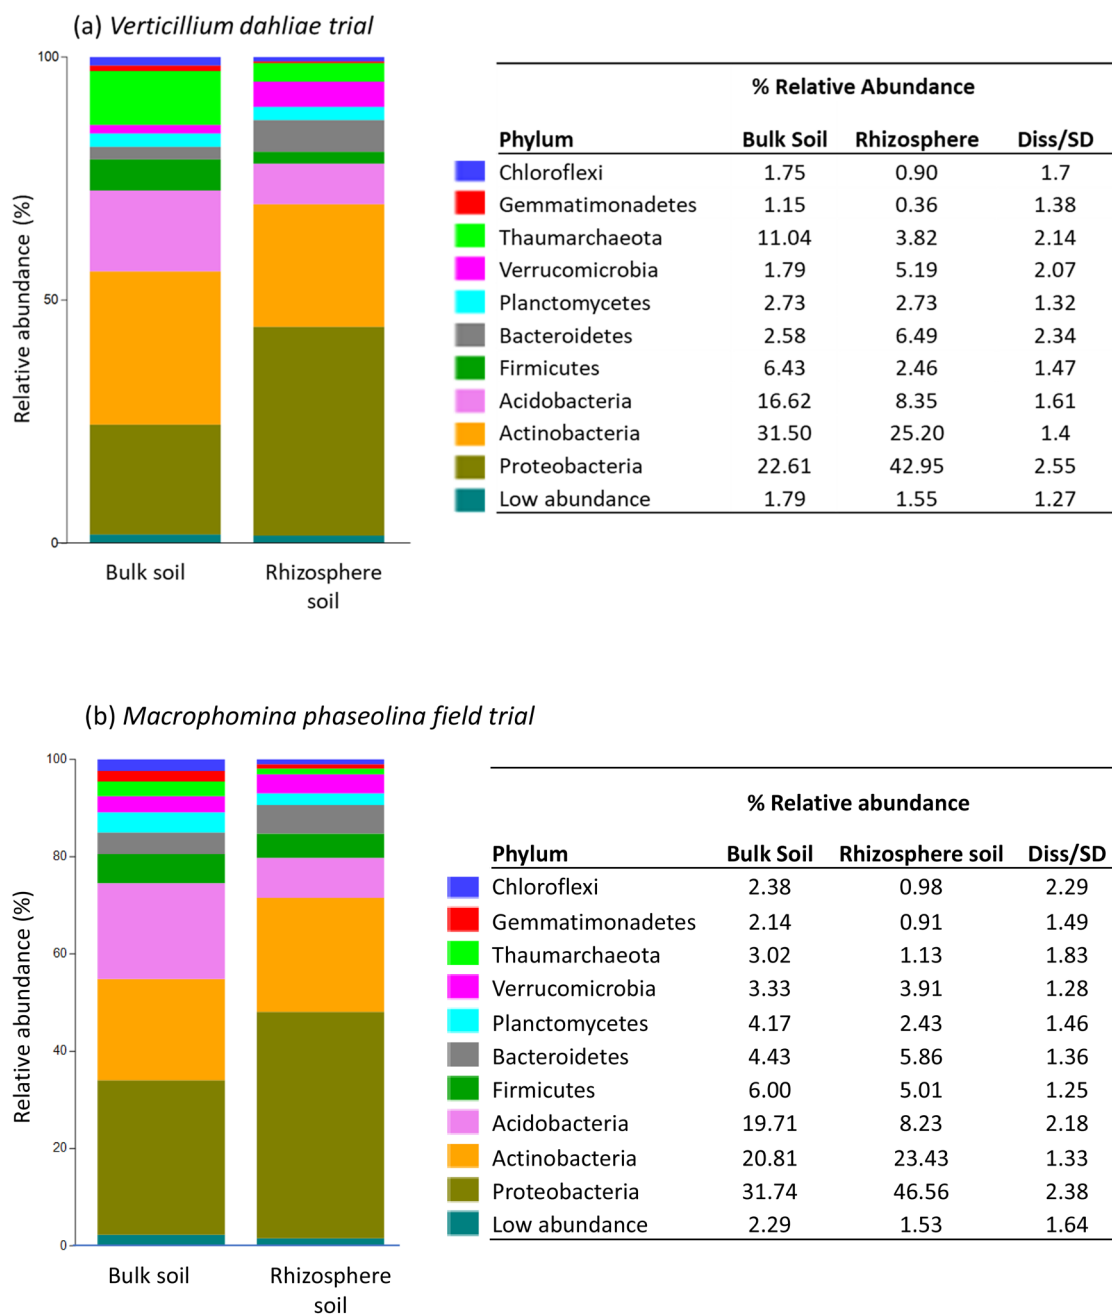 (a) Verticillium dahliae trial
100
50
0
Relative abundance (%)
Bulk soil
Rhizosphere
soil
% Relative Abundance
Phylum Bulk Soil Rhizosphere Diss/SD
Chloroflexi 1.75 0.90 1.7
Gemmatimonadetes 1.15 0.36 1.38
Thaumarchaeota 11.04 3.82 2.14
Verrucomicrobia 1.79 5.19 2.07
Planctomycetes 2.73 2.73 1.32
Bacteroidetes 2.58 6.49 2.34
Firmicutes 6.43 2.46 1.47
Acidobacteria 16.62 8.35 1.61
Actinobacteria 31.50 25.20 1.4
Proteobacteria 22.61 42.95 2.55
Low abundance 1.79 1.55 1.27
(b) Macrophomina phaseolina field trial
100
80
60
40
20
0
Relative abundance (%)
Bulk soil
Rhizosphere
soil
% Relative abundance
Phylum Bulk Soil Rhizosphere soil Diss/SD
Chloroflexi 2.38 0.98 2.29
Gemmatimonadetes 2.14 0.91 1.49
Thaumarchaeota 3.02 1.13 1.83
Verrucomicrobia 3.33 3.91 1.28
Planctomycetes 4.17 2.43 1.46
Bacteroidetes 4.43 5.86 1.36
Firmicutes 6.00 5.01 1.25
Acidobacteria 19.71 8.23 2.18
Actinobacteria 20.81 23.43 1.33
Proteobacteria 31.74 46.56 2.38
Low abundance 2.29 1.53 1.64